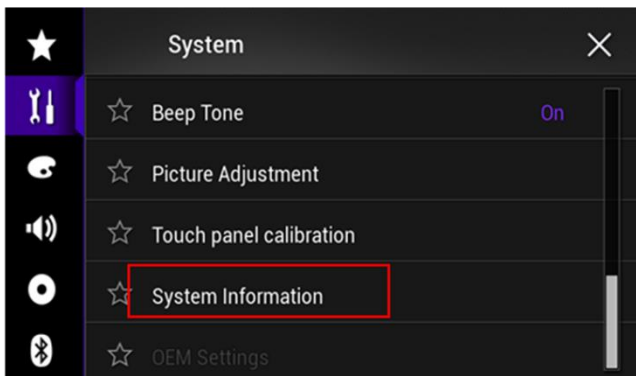 System
Beep Tone On
Picture Adjustment
Touch panel calibration
System Information
OEM Settings